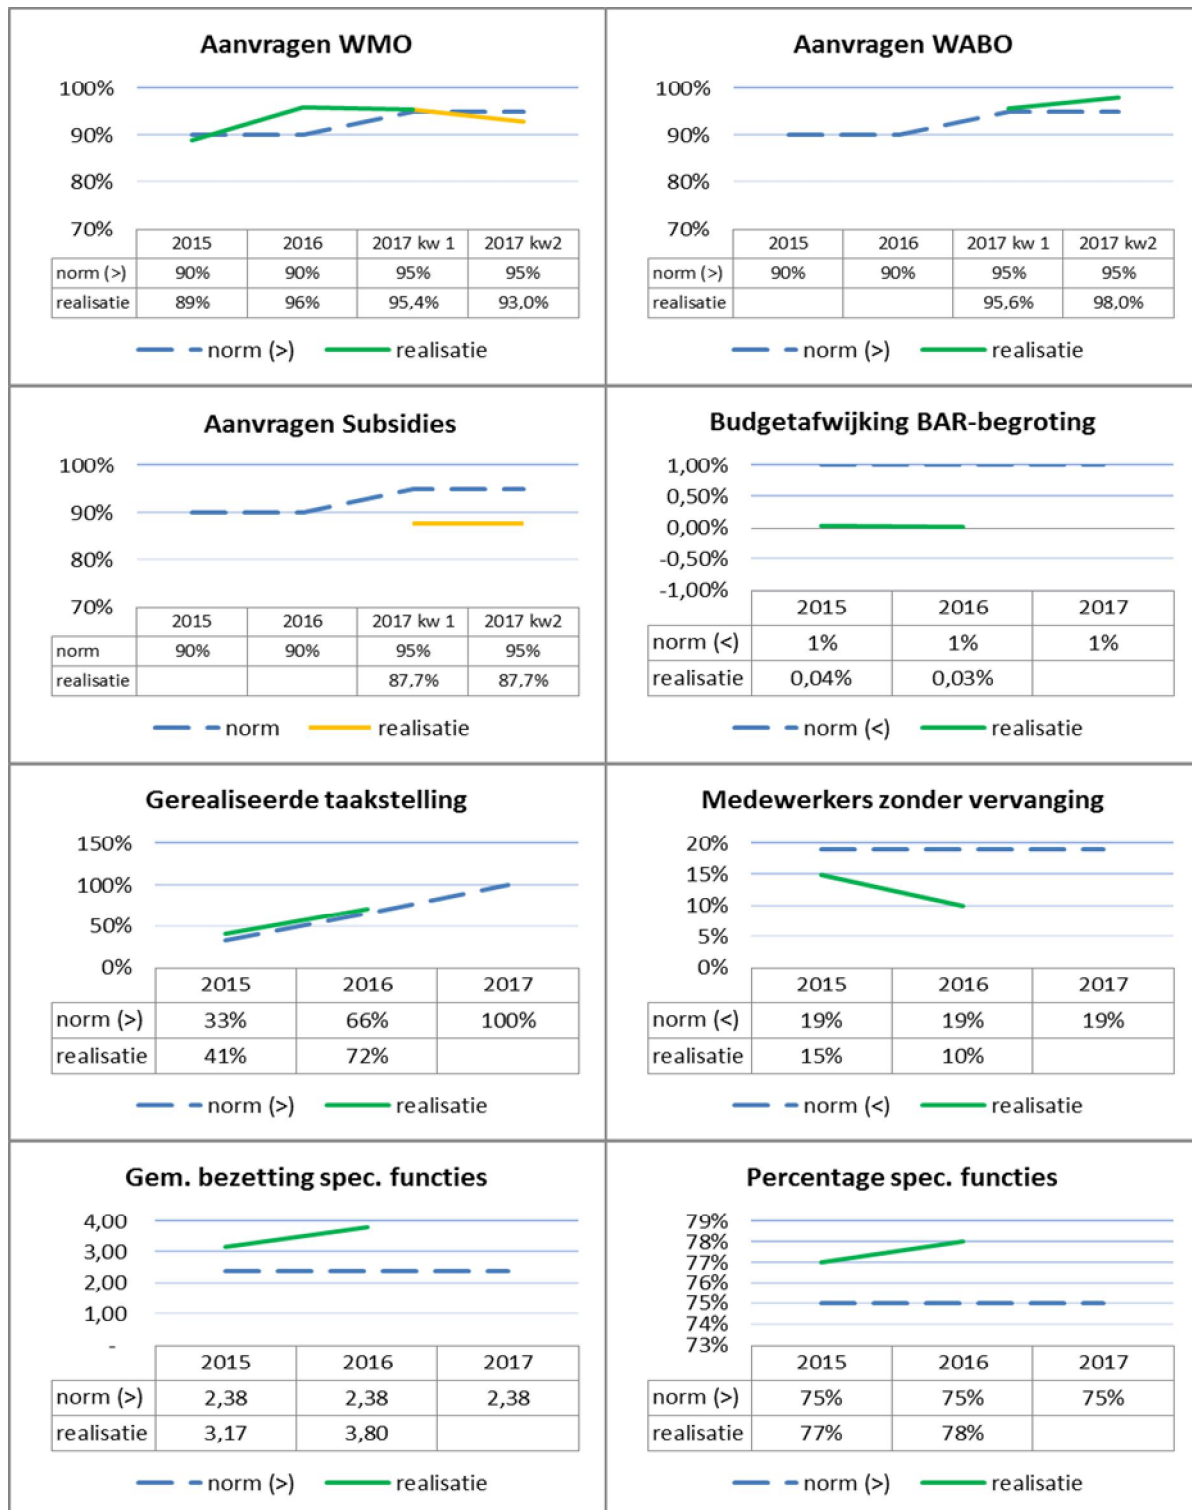 Aanvragen WMO
100%
90%
80%
70%
2015 2016 2017 kw 1 2017 kw2
norm (>) 90% 90% 95% 95%
realisatie 89% 96% 95,4% 93,0%
norm (>) realisatie
Aanvragen WABO
100%
90%
80%
70%
2015 2016 2017 kw 1 2017 kw2
norm (>) 90% 90% 95% 95%
realisatie 95,6% 98,0%
norm (>) realisatie
Aanvragen Subsidies
100%
90%
80%
70%
2015 2016 2017 kw 1 2017 kw2
norm 90% 90% 95% 95%
realisatie 87,7% 87,7%
norm realisatie
Budgetafwijking BAR-begroting
1,00%
0,50%
0,00%
-0,50%
-1,00%
2015 2016 2017
norm (<) 1% 1% 1%
realisatie 0,04% 0,03%
norm (<) realisatie
Gerealiseerde taakstelling
150%
100%
50%
0%
2015 2016 2017
norm (>) 33% 66% 100%
realisatie 41% 72%
norm (>) realisatie
Medewerkers zonder vervanging
20%
15%
10%
5%
0%
2015 2016 2017
norm (<) 19% 19% 19%
realisatie 15% 10%
norm (<) realisatie
Gem. bezetting spec. functies
4,00
3,00
2,00
1,00
-
2015 2016 2017
norm (>) 2,38 2,38 2,38
realisatie 3,17 3,80
norm (>) realisatie
Percentage spec. functies
79%
78%
77%
76%
75%
74%
73%
2015 2016 2017
norm (>) 75% 75% 75%
realisatie 77% 78%
norm (>) realisatie